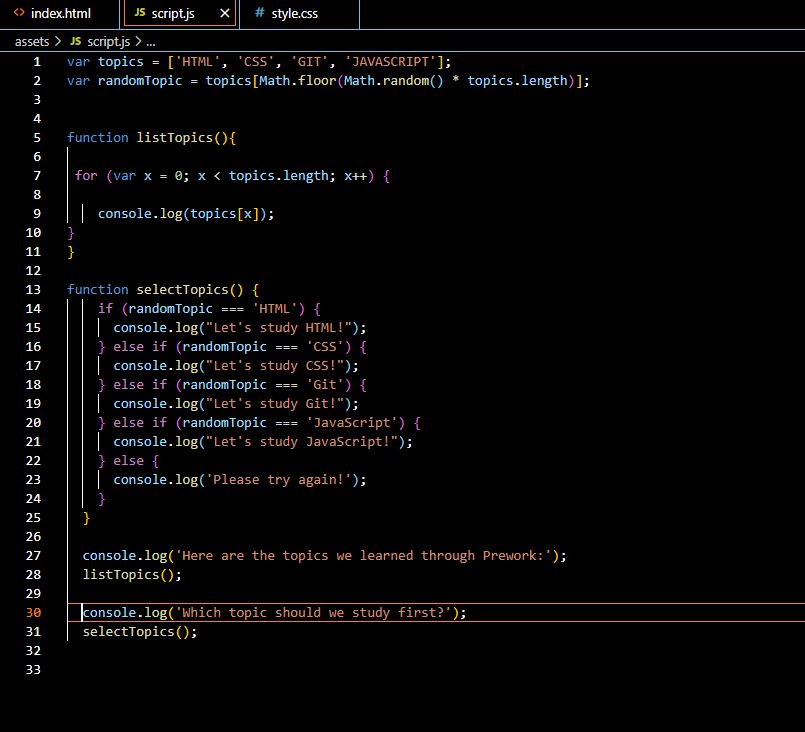 index.html JS script.js # style.css
assets > JS script.js > ...
1 var topics = ['HTML', 'CSS', 'GIT', 'JAVASCRIPT'];
2 var randomTopic = topics[Math.floor(Math.random() * topics.length)];
3
4
5 function listTopics(){
6
7 for (var x = 0; x < topics.length; x++) {
8
9 console.log(topics[x]);
10 }
11 }
12
13 function selectTopics() {
14 if (randomTopic === 'HTML') {
15 console.log("Let's study HTML!");
16 } else if (randomTopic === 'CSS') {
17 console.log("Let's study CSS!");
18 } else if (randomTopic === 'Git') {
19 console.log("Let's study Git!");
20 } else if (randomTopic === 'JavaScript') {
21 console.log("Let's study JavaScript!");
22 } else {
23 console.log('Please try again!');
24 }
25 }
26
27 console.log('Here are the topics we learned through Prework:');
28 listTopics();
29
30 console.log('Which topic should we study first?');
31 selectTopics();
32
33